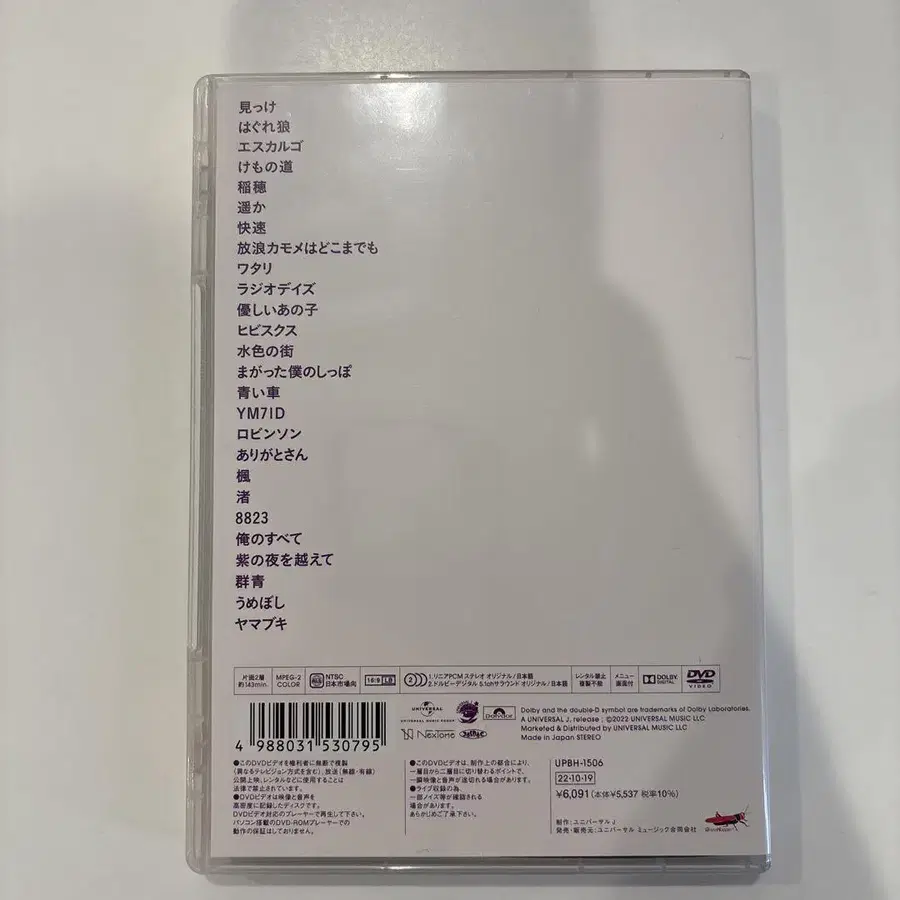 見っけ
はぐれ狼
エスカルゴ
けもの道
稲穂
遥か
快速
放浪カモメはどこまでも
ワタリ
ラジオデイズ
優しいあの子
ヒビスクス
水色の街
まがった僕のしっぽ
青い車
YM71D
ロビンソン
ありがとさん
楓
渚
8823
俺のすべて
紫の夜を越えて
群青
うめぼし
ヤマブキ
片面2層
約143min.
MPEG-2
COLOR
NTSC
日本市場向
16:9 LB
2
1.リニアPCM ステレオ オリジナル/日本語
2.ドルビーデジタル 5.1chサラウンド オリジナル/日本語
レンタル禁止
複製不能
メニュー
画面付
DOLBY
DIGITAL
DVD
VIDEO
4 988031 530795
UNIVERSAL
UNIVERSAL MUSIC GROUP
polydor
NexTone
Dolby and the double-D symbol are trademarks of Dolby Laboratories.
A UNIVERSAL J, release ; ©2022 UNIVERSAL MUSIC LLC
Marketed & Distributed by UNIVERSAL MUSIC LLC
Made in Japan STEREO
●このDVDビデオを権利者に無断で複製
(異なるテレビジョン方式を含む)、放送(無線・有線)
公開上映、レンタルなどに使用することは
法律で禁止されています。
●DVDビデオは映像と音声を
高密度に記録したディスクです。
DVDビデオ対応のプレーヤーで再生して下さい。
パソコン搭載のDVD-ROMプレーヤーでの
動作の保証はしておりません。
●このDVDビデオは、制作上の都合により、
一層目から二層目に切り替わるポイントで、
一瞬映像と音声が途切れる場合があります。
●ライブ収録の為、
一部ノイズ等が確認される
場合があります。
あらかじめご了承下さい。
UPBH-1506
22・10・19
¥6,091(本体¥5,537 税率10%)
制作:ユニバーサル J
発売・販売元:ユニバーサル ミュージック合同会社